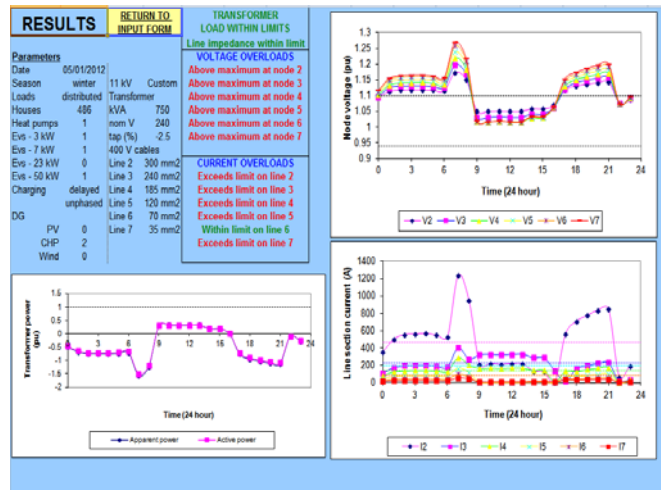 RESULTS
RETURN TO
INPUT FORM
TRANSFORMER
LOAD WITHIN LIMITS
Line impedance within limit
Parameters
Date 05/01/2012
Season winter 11 kV Custom
Loads distributed Transformer
Houses 486 kVA 750
Heat pumps 1 nom V 240
Evs - 3 kW 1 tap (%) -2.5
Evs - 7 kW 1 400 V cables
Evs - 23 kW 0 Line 2 300 mm2
Evs - 50 kW 1 Line 3 240 mm2
Charging delayed Line 4 185 mm2
unphased Line 5 120 mm2
DG Line 6 70 mm2
PV 0 Line 7 35 mm2
CHP 2
Wind 0
VOLTAGE OVERLOADS
Above maximum at node 2
Above maximum at node 3
Above maximum at node 4
Above maximum at node 5
Above maximum at node 6
Above maximum at node 7
CURRENT OVERLOADS
Exceeds limit on line 2
Exceeds limit on line 3
Exceeds limit on line 4
Exceeds limit on line 5
Within limit on line 6
Exceeds limit on line 7
Node voltage (pu)
1.3
1.25
1.2
1.15
1.1
1.05
1
0.95
0.9
0 3 6 9 12 15 18 21 24
Time (24 hour)
V2 V3 V4 V5 V6 V7
Transformer power
(pu)
1.5
1
0.5
0
-0.5
-1
-1.5
-2
0 3 6 9 12 15 18 21 24
Time (24 hour)
Apparent power Active power
Line section current (A)
1400
1200
1000
800
600
400
200
0
0 3 6 9 12 15 18 21 24
Time (24 hour)
I2 I3 I4 I5 I6 I7